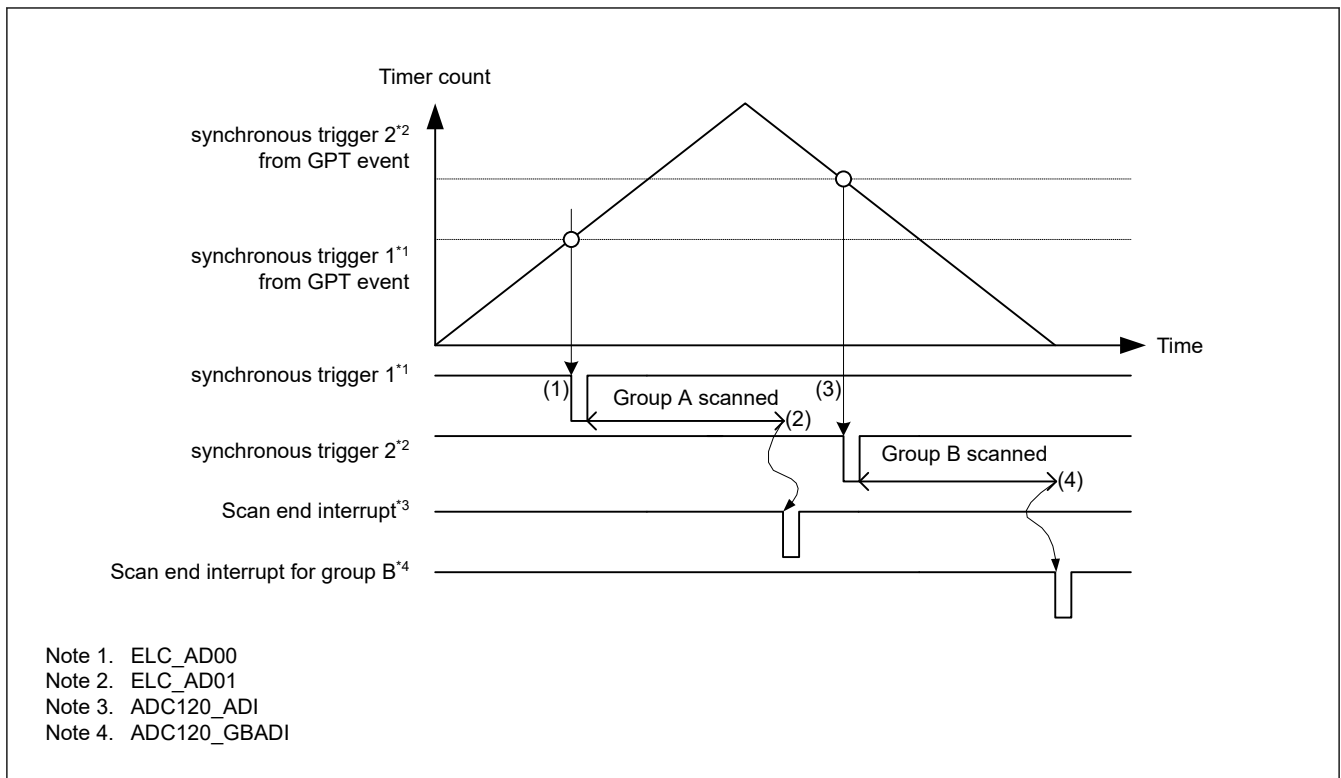 Timer count
synchronous trigger 2*2
from GPT event
synchronous trigger 1*1
from GPT event
Time
synchronous trigger 1*1
(1)
Group A scanned
(2)
(3)
synchronous trigger 2*2
Group B scanned
(4)
Scan end interrupt*3
Scan end interrupt for group B*4
Note 1. ELC_AD00
Note 2. ELC_AD01
Note 3. ADC120_ADI
Note 4. ADC120_GBADI